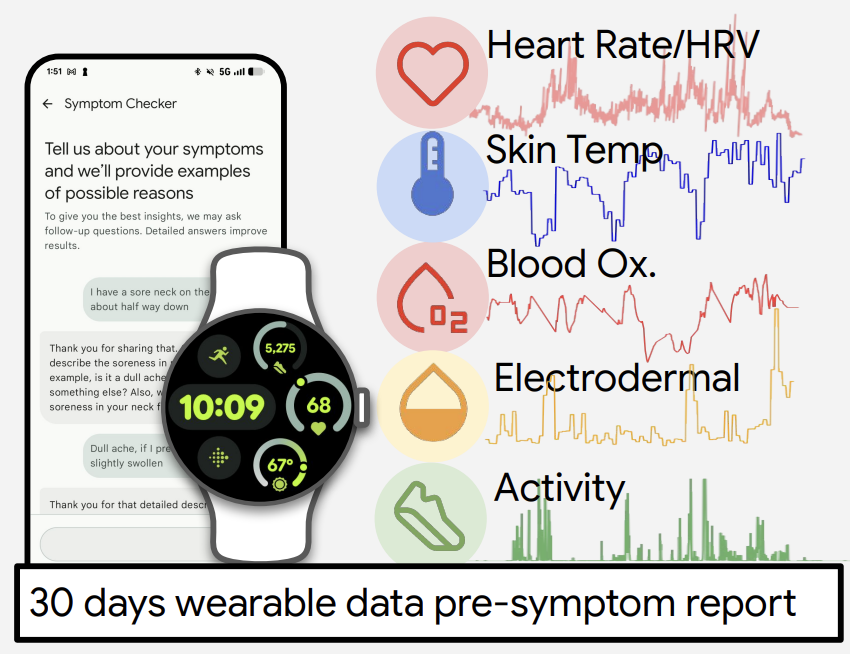 1:51
5G
Symptom Checker
Tell us about your symptoms
and we'll provide examples
of possible reasons
To give you the best insights, we may ask
follow-up questions. Detailed answers improve
results.
I have a sore neck on the
about half way down
Thank you for sharing that.
describe the soreness in
example, is it a dull ache
something else? Also, w
soreness in your neck f
Dull ache, if I pre
slightly swollen
Thank you for that detailed descr
5,275
10:09
68
67°
Heart Rate/HRV
Skin Temp
Blood Ox.
O2
Electrodermal
Activity
30 days wearable data pre-symptom report